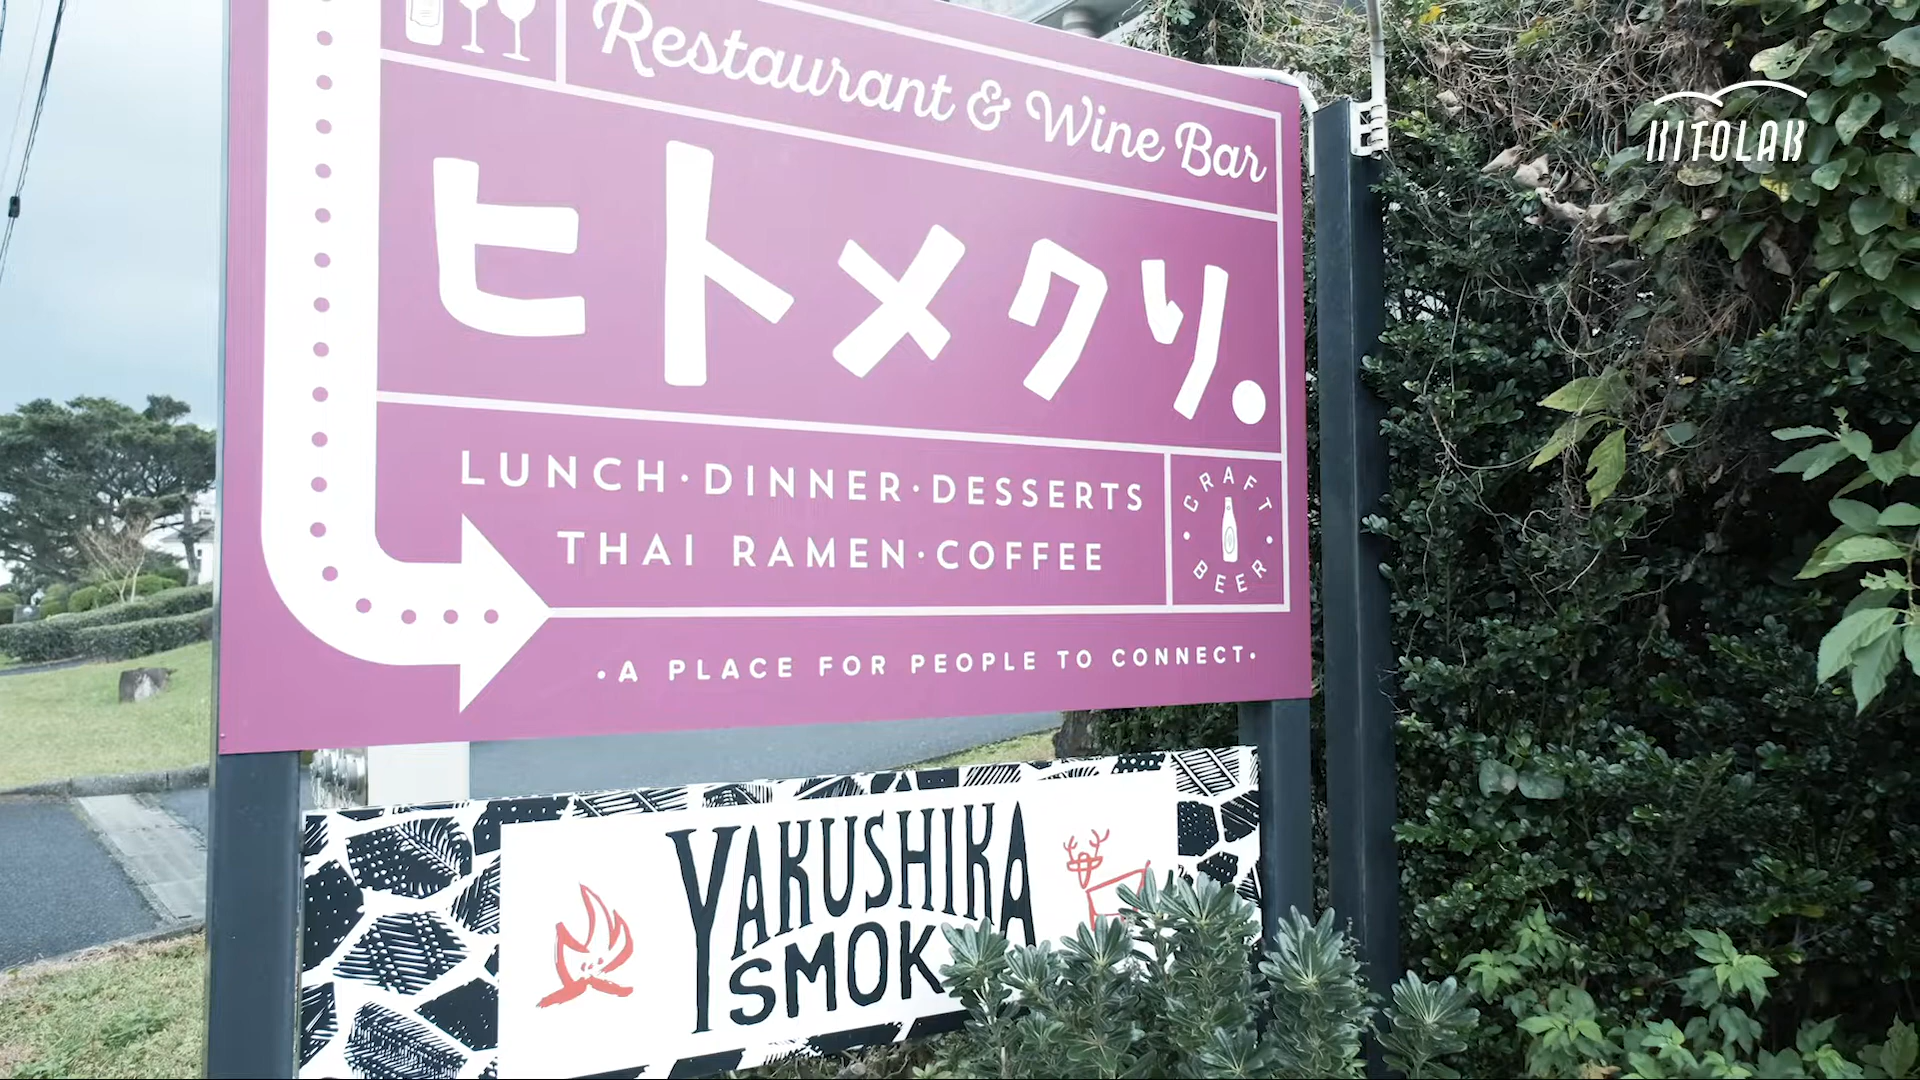 Restaurant & Wine Bar
ヒトメクリ.
LUNCH·DINNER·DESSERTS
THAI RAMEN·COFFEE
CRAFT
BEER
·A PLACE FOR PEOPLE TO CONNECT·
YAKUSHIKA
SMOK
KITOLAB